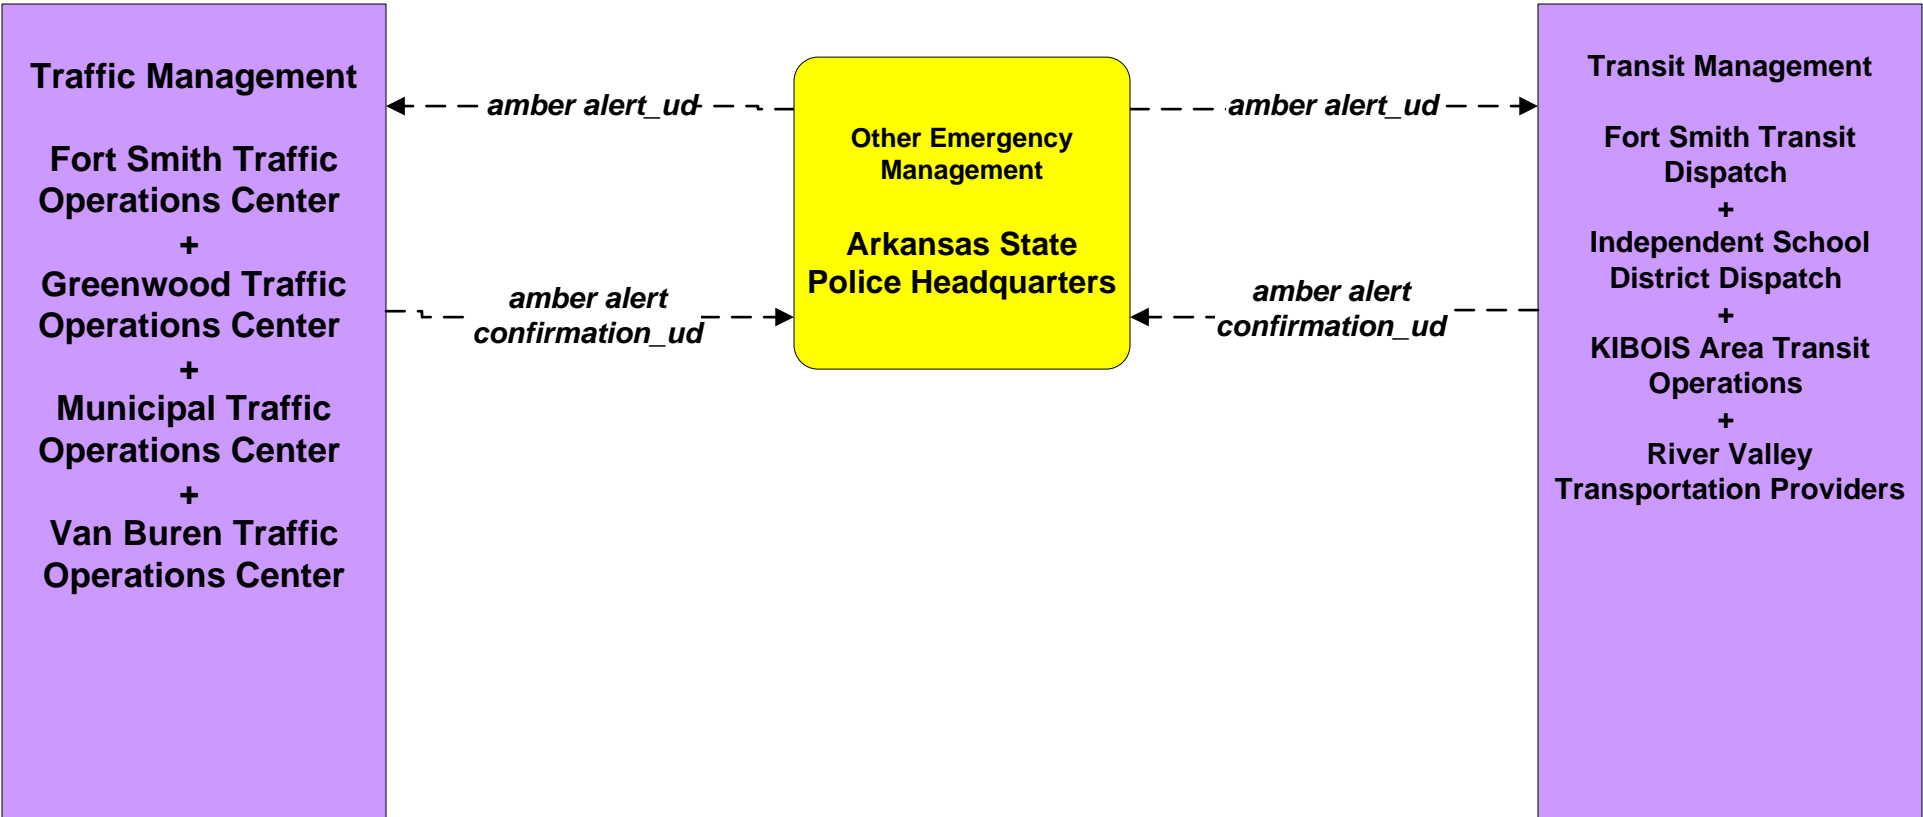 Traffic Management
Fort Smith Traffic
Operations Center
+
Greenwood Traffic
Operations Center
+
Municipal Traffic
Operations Center
+
Van Buren Traffic
Operations Center
amber alert_ud
amber alert
confirmation_ud
Other Emergency
Management
Arkansas State
Police Headquarters
amber alert_ud
amber alert
confirmation_ud
Transit Management
Fort Smith Transit
Dispatch
+
Independent School
District Dispatch
+
KIBOIS Area Transit
Operations
+
River Valley
Transportation Providers